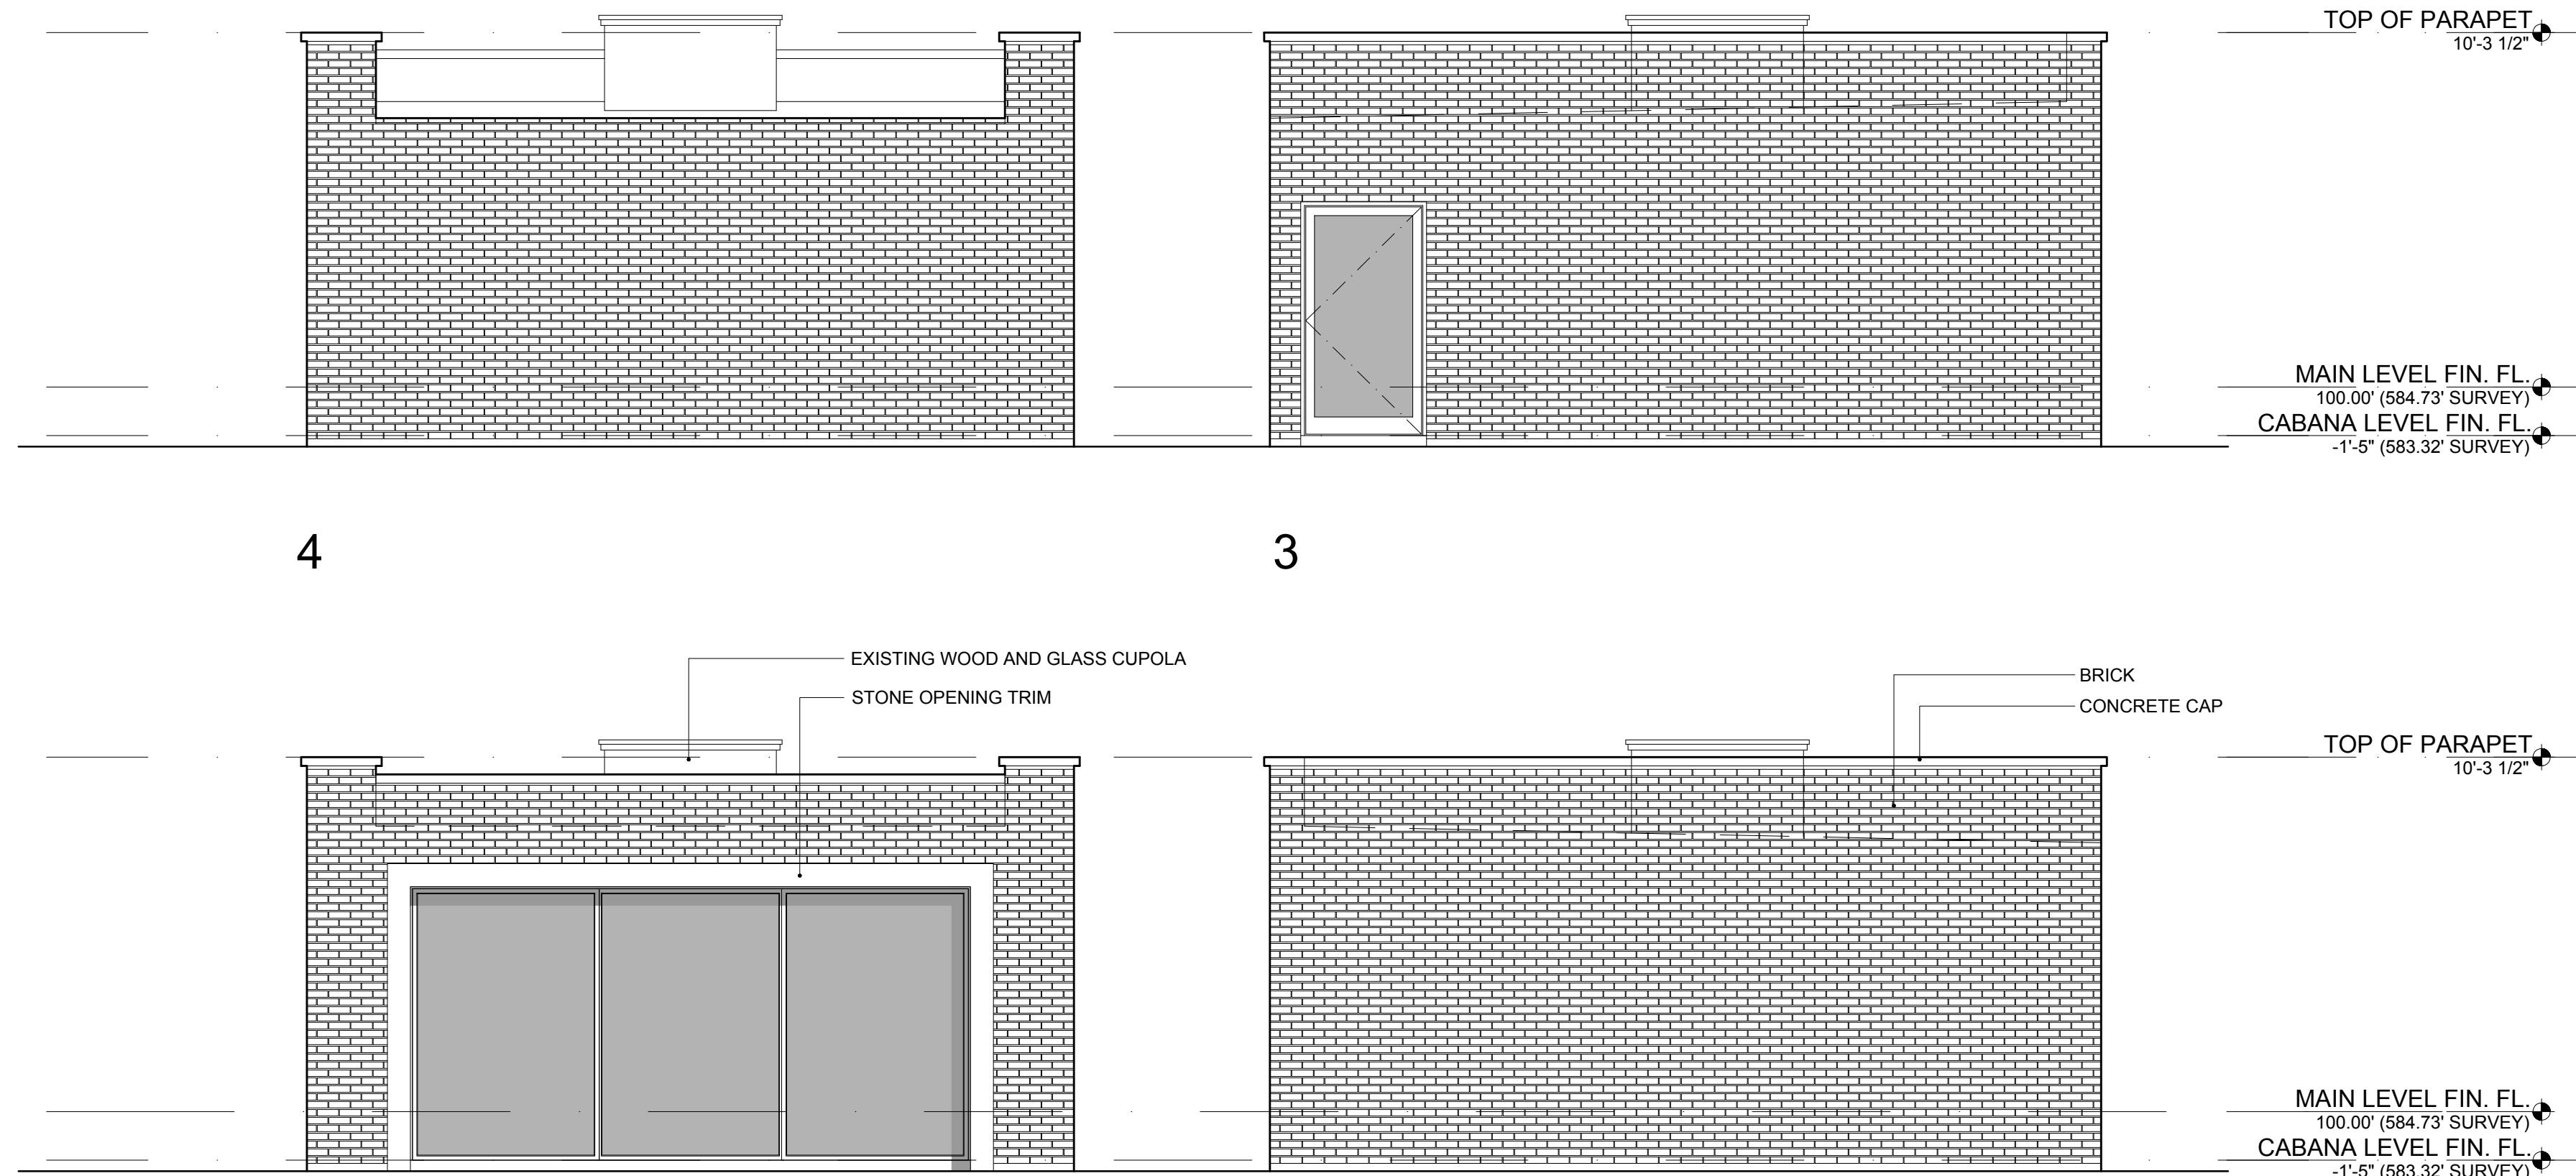 TOP OF PARAPET
10'-3 1/2"
MAIN LEVEL FIN. FL.
100.00' (584.73' SURVEY)
CABANA LEVEL FIN. FL.
-1'-5" (583.32' SURVEY)
4
3
EXISTING WOOD AND GLASS CUPOLA
STONE OPENING TRIM
BRICK
CONCRETE CAP
TOP OF PARAPET
10'-3 1/2"
MAIN LEVEL FIN. FL.
100.00' (584.73' SURVEY)
CABANA LEVEL FIN. FL.
-1'-5" (583.32' SURVEY)